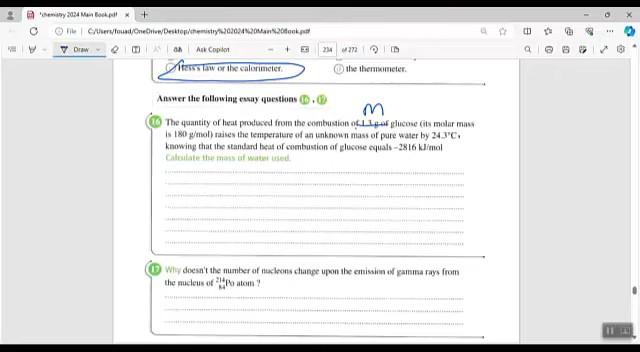 *chemistry 2024 Main Book.pdf
File
C:/Users/fouad/OneDrive/Desktop/chemistry%202024%20Main%20Book.pdf
Draw
Ask Copilot
234 of 272
Hess's law or the calorimeter.
d the thermometer.
Answer the following essay questions 16 , 17
m
16 The quantity of heat produced from the combustion of 1.3 g of glucose (its molar mass
is 180 g/mol) raises the temperature of an unknown mass of pure water by 24.3°C,
knowing that the standard heat of combustion of glucose equals –2816 kJ/mol
Calculate the mass of water used.
17 Why doesn't the number of nucleons change upon the emission of gamma rays from
the nucleus of ²¹⁴₈₄Po atom ?